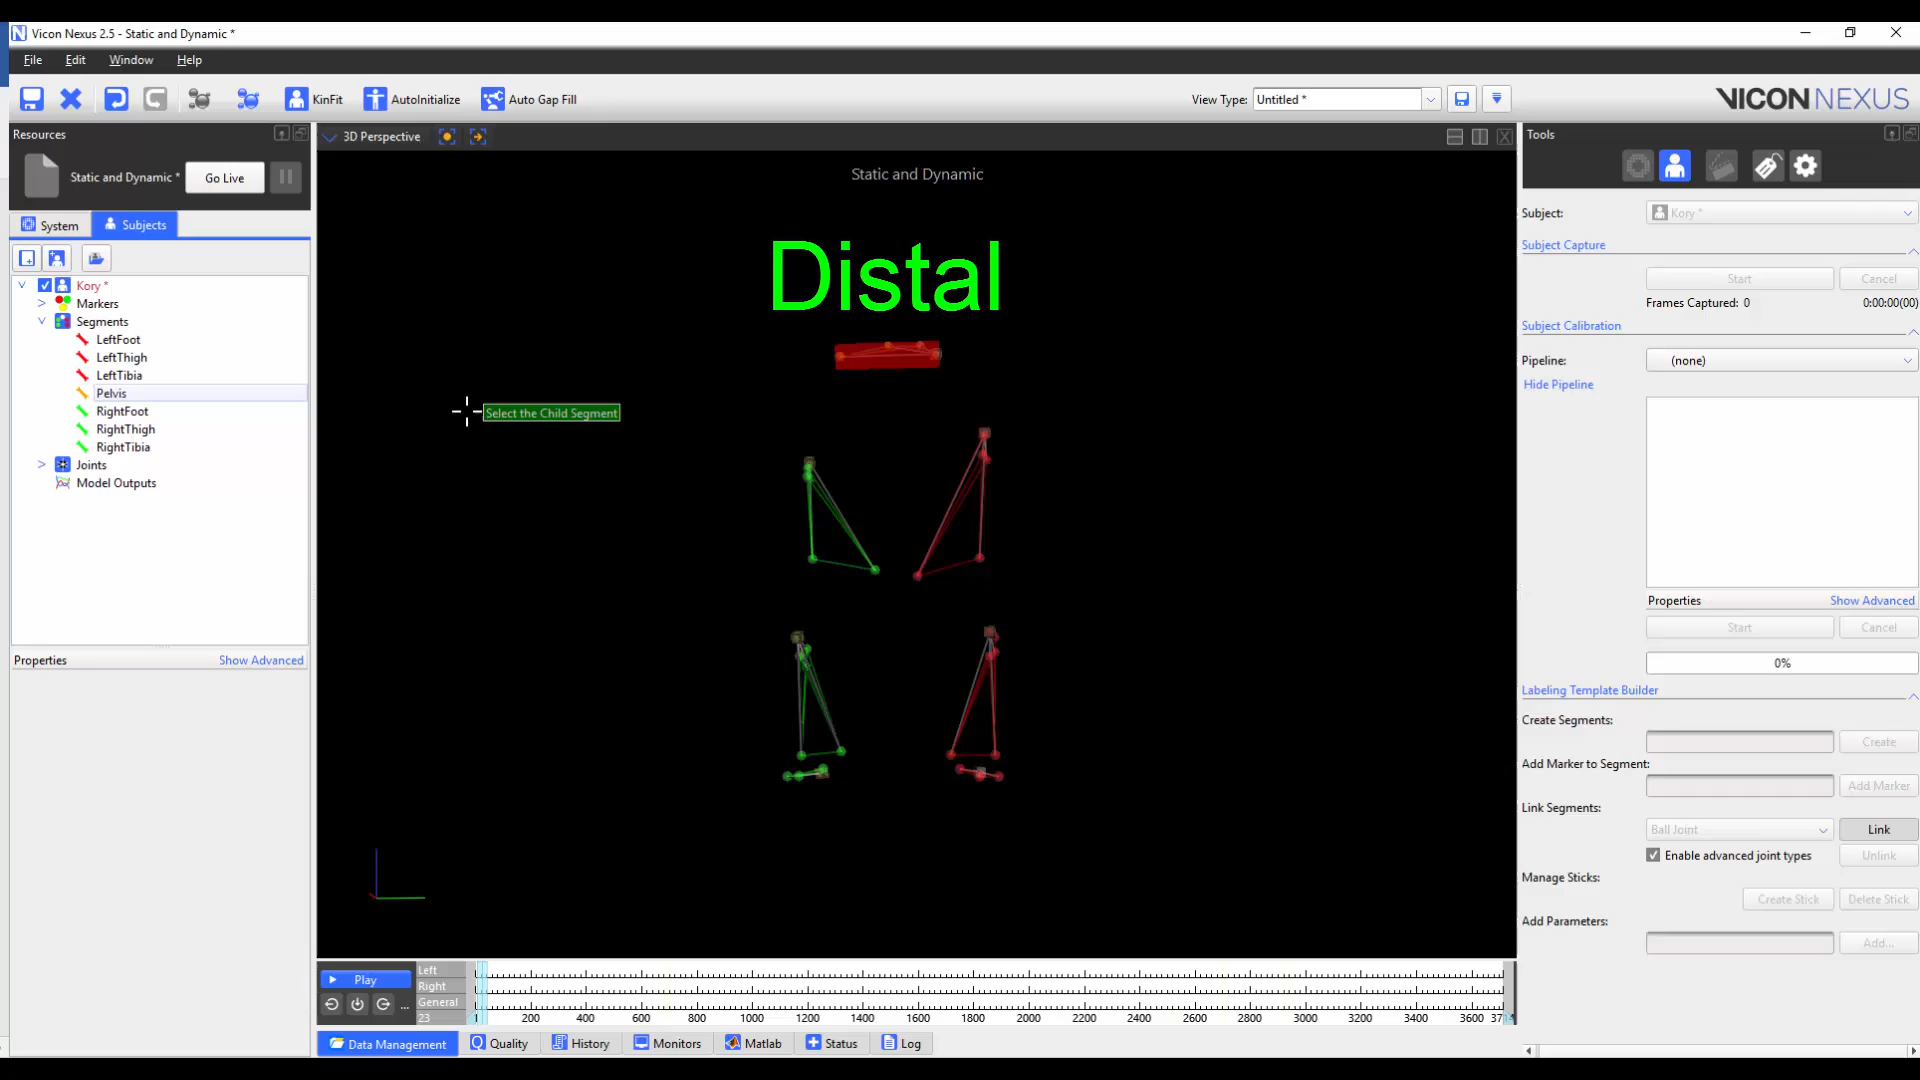 Vicon Nexus 2.5 - Static and Dynamic *
File Edit Window Help
KinFit AutoInitialize Auto Gap Fill
View Type: Untitled *
VICON NEXUS
Resources
Static and Dynamic *
Go Live
System Subjects
Kory *
Markers
Segments
LeftFoot
LeftThigh
LeftTibia
Pelvis
RightFoot
RightThigh
RightTibia
Joints
Model Outputs
Properties Show Advanced
3D Perspective
Static and Dynamic
Distal
Select the Child Segment
Play
Left
Right
General
23
1 200 400 600 800 1000 1200 1400 1600 1800 2000 2200 2400 2600 2800 3000 3200 3400 3600
Data Management Quality History Monitors Matlab Status Log
Tools
Subject: Kory *
Subject Capture
Start Cancel
Frames Captured: 0 0:00:00(00)
Subject Calibration
Pipeline: (none)
Hide Pipeline
Properties Show Advanced
Start Cancel
0%
Labeling Template Builder
Create Segments:
Create
Add Marker to Segment:
Add Marker
Link Segments:
Ball Joint Link
Enable advanced joint types Unlink
Manage Sticks:
Create Stick Delete Stick
Add Parameters:
Add...